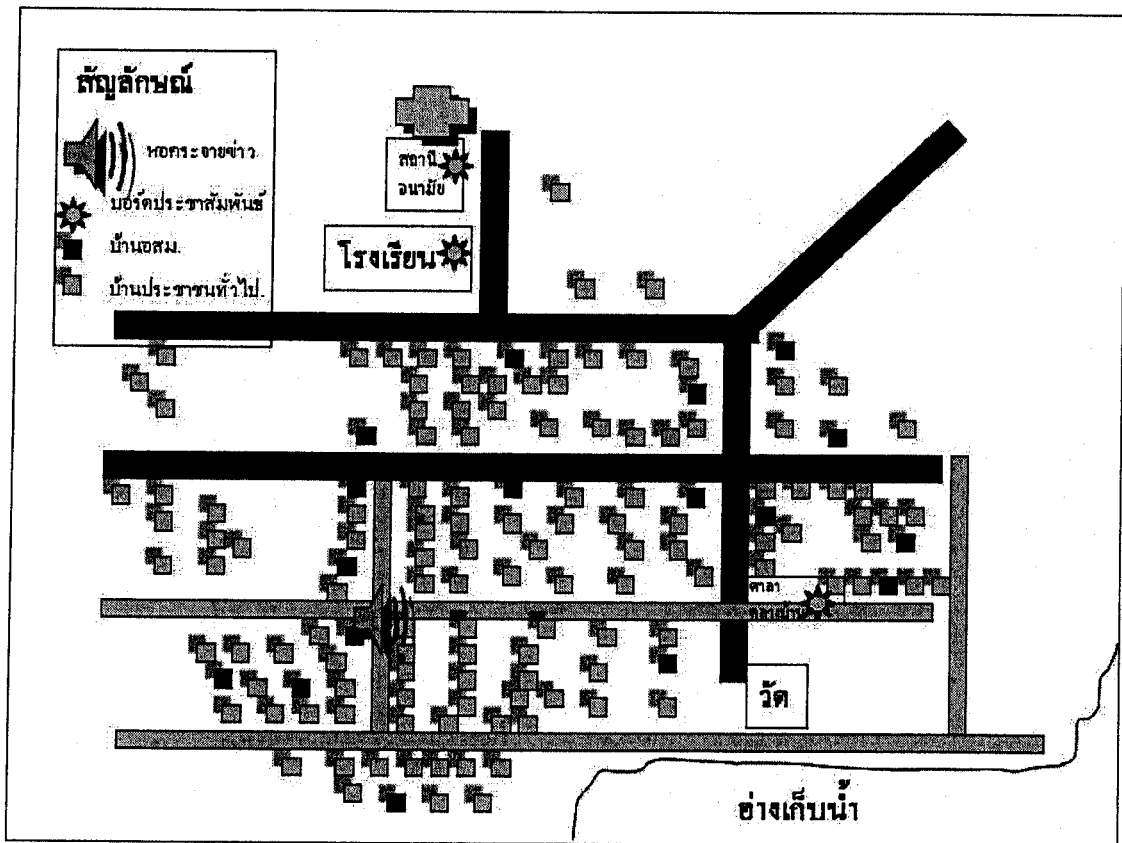 สัญลักษณ์
หอกระจายข่าว
บอร์ดประชาสัมพันธ์
บ้านอสม.
บ้านประชาชนทั่วไป.
สถานี
อนามัย
โรงเรียน
ศาลา
วัด
อ่างเก็บน้ำ